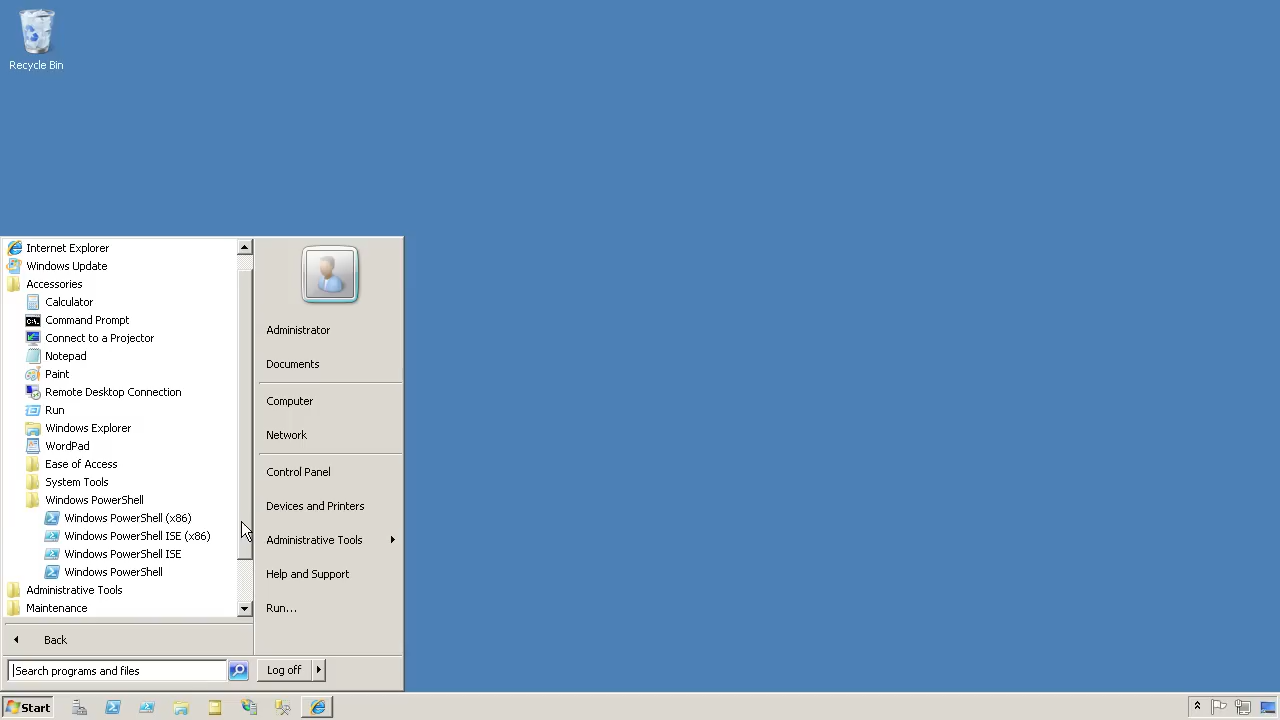 Recycle Bin
Internet Explorer
Windows Update
Accessories
Calculator
Command Prompt
Connect to a Projector
Notepad
Paint
Remote Desktop Connection
Run
Windows Explorer
WordPad
Ease of Access
System Tools
Windows PowerShell
Windows PowerShell (x86)
Windows PowerShell ISE (x86)
Windows PowerShell ISE
Windows PowerShell
Administrative Tools
Maintenance
Back
Search programs and files
Administrator
Documents
Computer
Network
Control Panel
Devices and Printers
Administrative Tools
Help and Support
Run...
Log off
Start